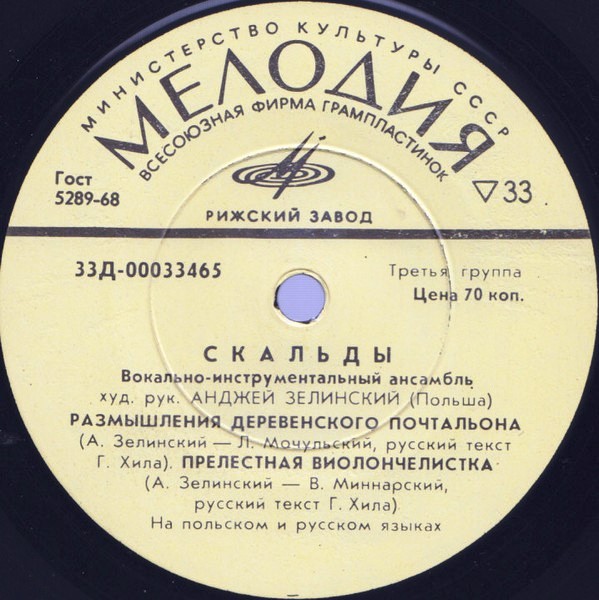 МИНИСТЕРСТВО КУЛЬТУРЫ СССР
МЕЛОДИЯ
ВСЕСОЮЗНАЯ ФИРМА ГРАМПЛАСТИНОК
Гост
5289-68
▽33
РИЖСКИЙ ЗАВОД
33Д-00033465
Третья группа
Цена 70 коп.
СКАЛЬДЫ
Вокально-инструментальный ансамбль
худ. рук. АНДЖЕЙ ЗЕЛИНСКИЙ (Польша)
РАЗМЫШЛЕНИЯ ДЕРЕВЕНСКОГО ПОЧТАЛЬОНА
(А. Зелинский — Л. Мочульский, русский текст
Г. Хила). ПРЕЛЕСТНАЯ ВИОЛОНЧЕЛИСТКА
(А. Зелинский — В. Миннарский,
русский текст Г. Хила)
На польском и русском языках